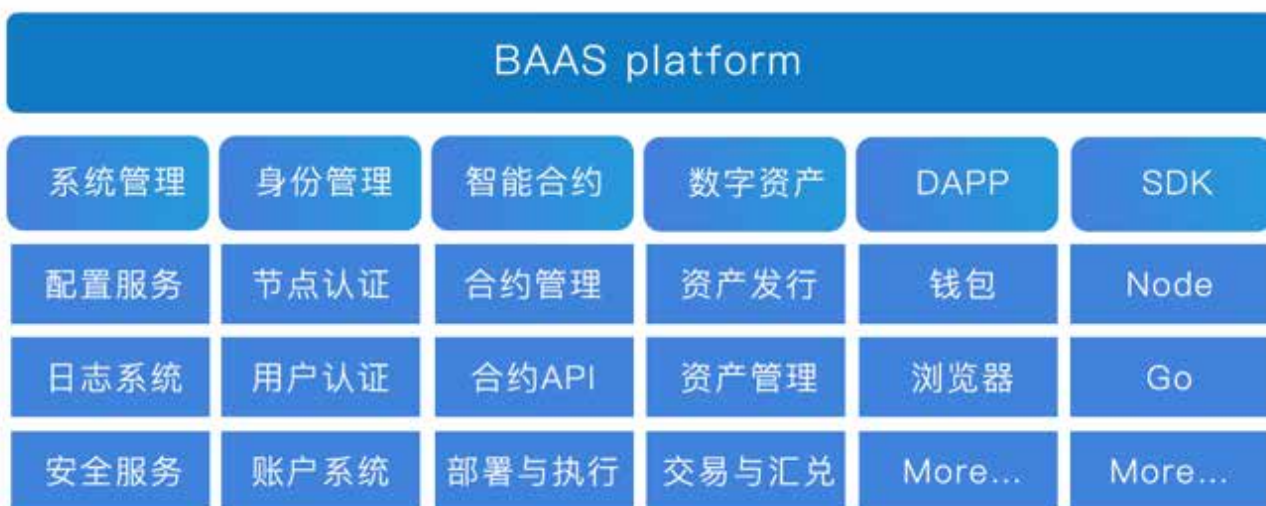 BAAS platform
系统管理 身份管理 智能合约 数字资产 DAPP SDK
配置服务 节点认证 合约管理 资产发行 钱包 Node
日志系统 用户认证 合约API 资产管理 浏览器 Go
安全服务 账户系统 部署与执行 交易与汇兑 More... More...